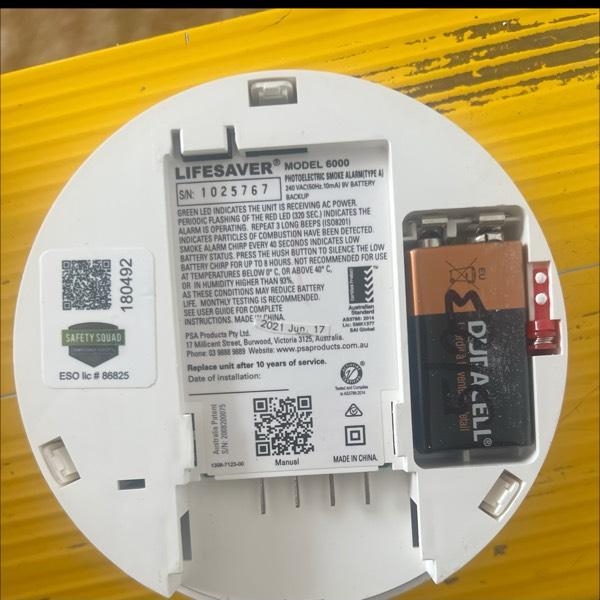 LIFESAVER® MODEL 6000
S/N: 1025767
PHOTOELECTRIC SMOKE ALARM(TYPE A)
240 VAC(50Hz, 10mA) 9V BATTERY
BACKUP
GREEN LED INDICATES THE UNIT IS RECEIVING AC POWER.
PERIODIC FLASHING OF THE RED LED (320 SEC.) INDICATES THE
ALARM IS OPERATING. REPEAT 3 LONG BEEPS (ISO8201)
INDICATES PARTICLES OF COMBUSTION HAVE BEEN DETECTED.
SMOKE ALARM CHIRP EVERY 40 SECONDS INDICATES LOW
BATTERY STATUS. PRESS THE HUSH BUTTON TO SILENCE THE LOW
BATTERY CHIRP FOR UP TO 8 HOURS. NOT RECOMMENDED FOR USE
AT TEMPERATURES BELOW 0° C, OR ABOVE 40° C,
OR IN HUMIDITY HIGHER THAN 93%,
AS THESE CONDITIONS MAY REDUCE BATTERY
LIFE. MONTHLY TESTING IS RECOMMENDED.
SEE USER GUIDE FOR COMPLETE
INSTRUCTIONS. MADE CHINA.
2021 Jun. 17
PSA Products Pty Ltd.
17 Millicent Street, Burwood, Victoria 3125, Australia.
Phone: 03 9888 9889 Website: www.psaproducts.com.au
Replace unit after 10 years of service.
Date of installation:
Australian
Standard
AS3786: 2014
Lic: SMK1377
SAI Global
Tested and Complies
to AS3786:2014
Australia Patent
S/N: 2008200075
Manual
MADE IN CHINA.
180492
SAFETY SQUAD
ESO lic # 86825
EU
DURACELL®